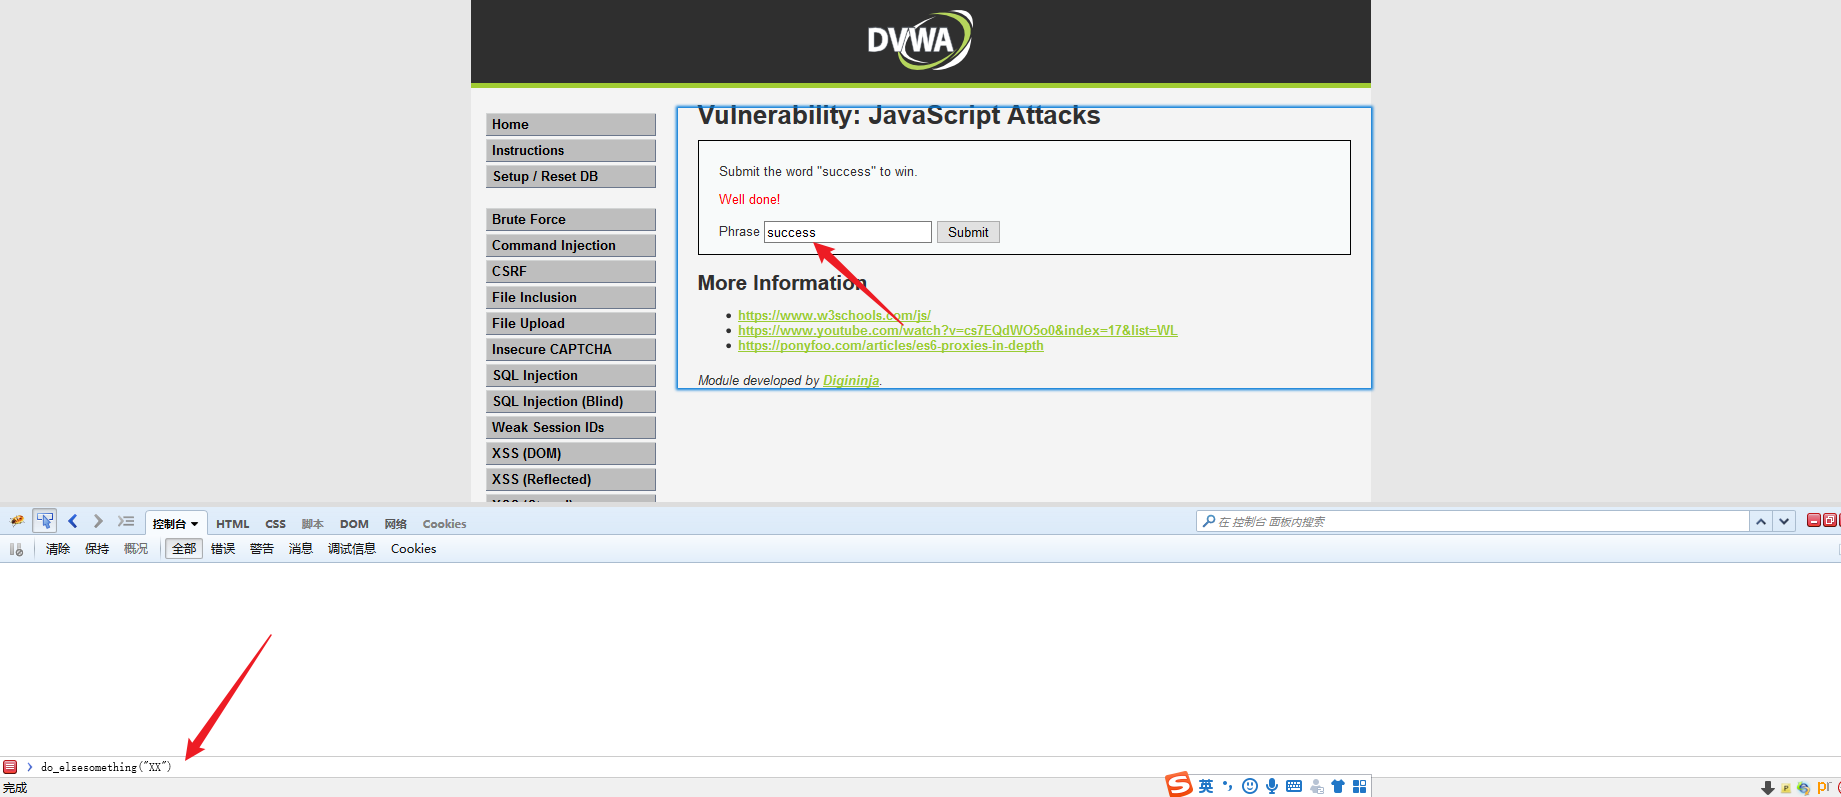 DVWA
Home
Instructions
Setup / Reset DB
Brute Force
Command Injection
CSRF
File Inclusion
File Upload
Insecure CAPTCHA
SQL Injection
SQL Injection (Blind)
Weak Session IDs
XSS (DOM)
XSS (Reflected)
Vulnerability: JavaScript Attacks
Submit the word "success" to win.
Well done!
Phrase success Submit
More Information
https://www.w3schools.com/js/
https://www.youtube.com/watch?v=cs7EQdWO5o0&index=17&list=WL
https://ponyfoo.com/articles/es6-proxies-in-depth
Module developed by Digininja.
控制台 HTML CSS 脚本 DOM 网络 Cookies 在 控制台 面板内搜索
清除 保持 概况 全部 错误 警告 消息 调试信息 Cookies
do_elsesomething("XX")
完成 英 pr